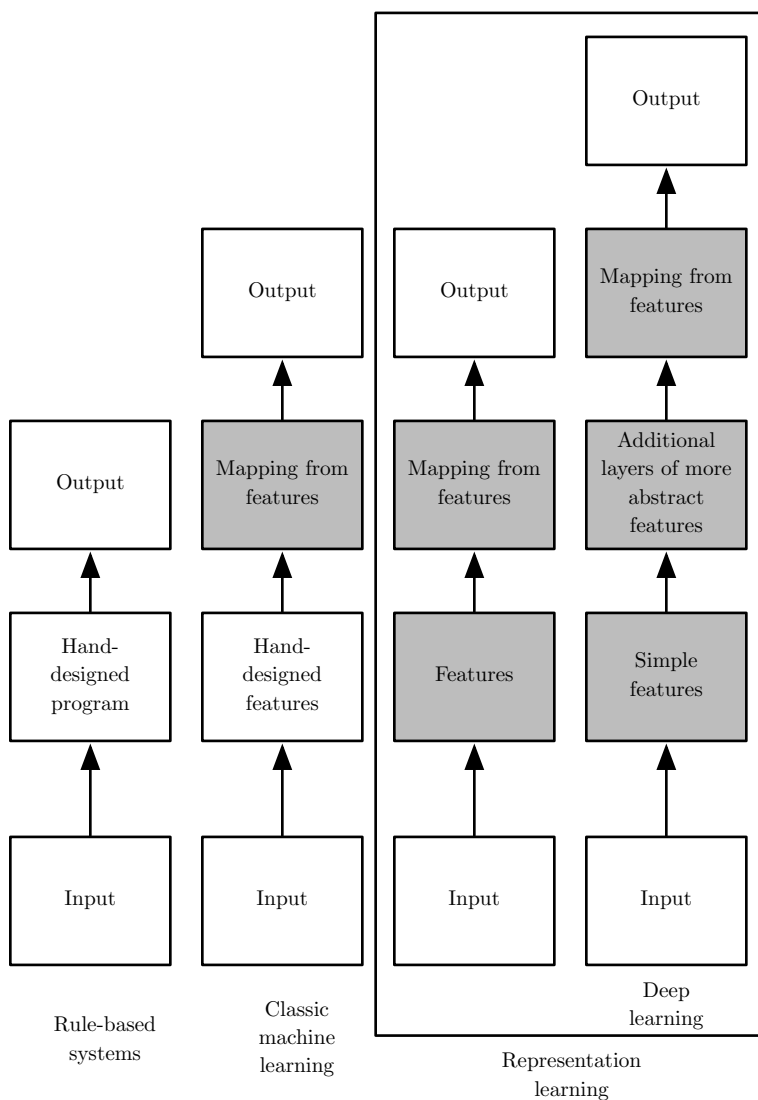 Output
Output
Output
Mapping from
features
Output
Mapping from
features
Mapping from
features
Additional
layers of more
abstract
features
Hand-
designed
program
Hand-
designed
features
Features
Simple
features
Input
Input
Input
Input
Rule-based
systems
Classic
machine
learning
Deep
learning
Representation
learning